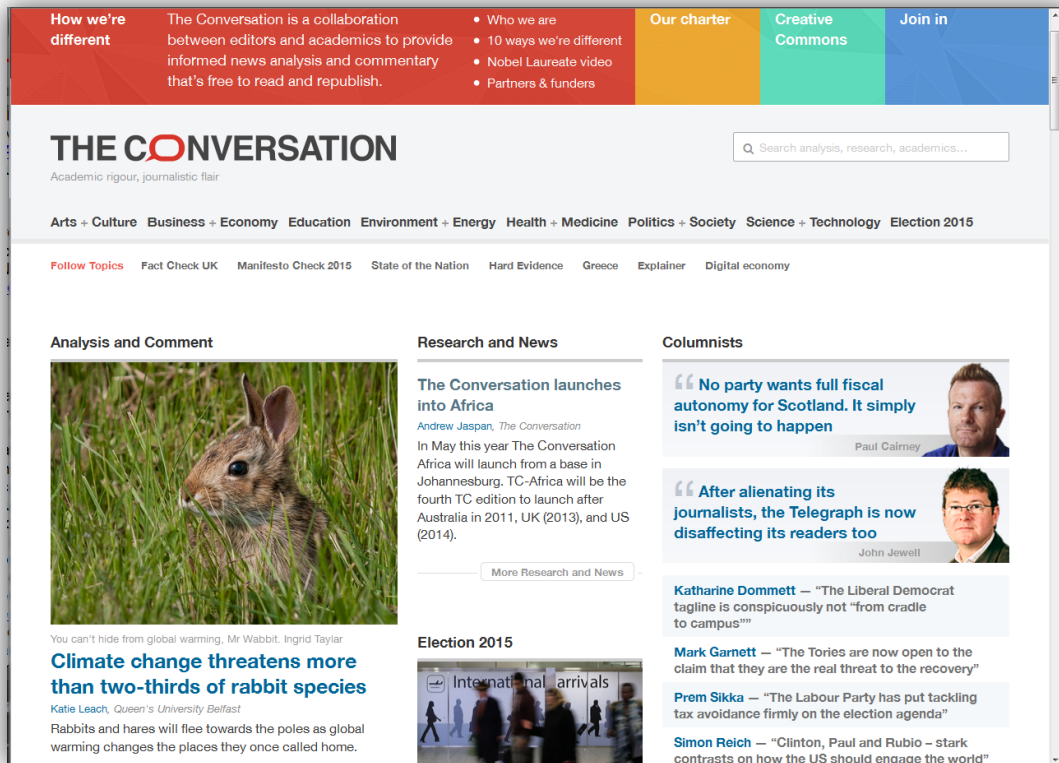 How we're
different
The Conversation is a collaboration
between editors and academics to provide
informed news analysis and commentary
that's free to read and republish.
Who we are
10 ways we're different
Nobel Laureate video
Partners & funders
Our charter
Creative
Commons
Join in
THE CONVERSATION
Academic rigour, journalistic flair
Search analysis, research, academics...
Arts + Culture Business + Economy Education Environment + Energy Health + Medicine Politics + Society Science + Technology Election 2015
Follow Topics Fact Check UK Manifesto Check 2015 State of the Nation Hard Evidence Greece Explainer Digital economy
Analysis and Comment
You can't hide from global warming, Mr Wabbit. Ingrid Taylar
Climate change threatens more
than two-thirds of rabbit species
Katie Leach, Queen's University Belfast
Rabbits and hares will flee towards the poles as global
warming changes the places they once called home.
Research and News
The Conversation launches
into Africa
Andrew Jaspan, The Conversation
In May this year The Conversation
Africa will launch from a base in
Johannesburg. TC-Africa will be the
fourth TC edition to launch after
Australia in 2011, UK (2013), and US
(2014).
More Research and News
Election 2015
International arrivals
Columnists
“ No party wants full fiscal
autonomy for Scotland. It simply
isn't going to happen
Paul Cairney
“ After alienating its
journalists, the Telegraph is now
disaffecting its readers too
John Jewell
Katharine Dommett — “The Liberal Democrat
tagline is conspicuously not “from cradle
to campus””
Mark Garnett — “The Tories are now open to the
claim that they are the real threat to the recovery”
Prem Sikka — “The Labour Party has put tackling
tax avoidance firmly on the election agenda”
Simon Reich — “Clinton, Paul and Rubio – stark
contrasts on how the US should engage the world”